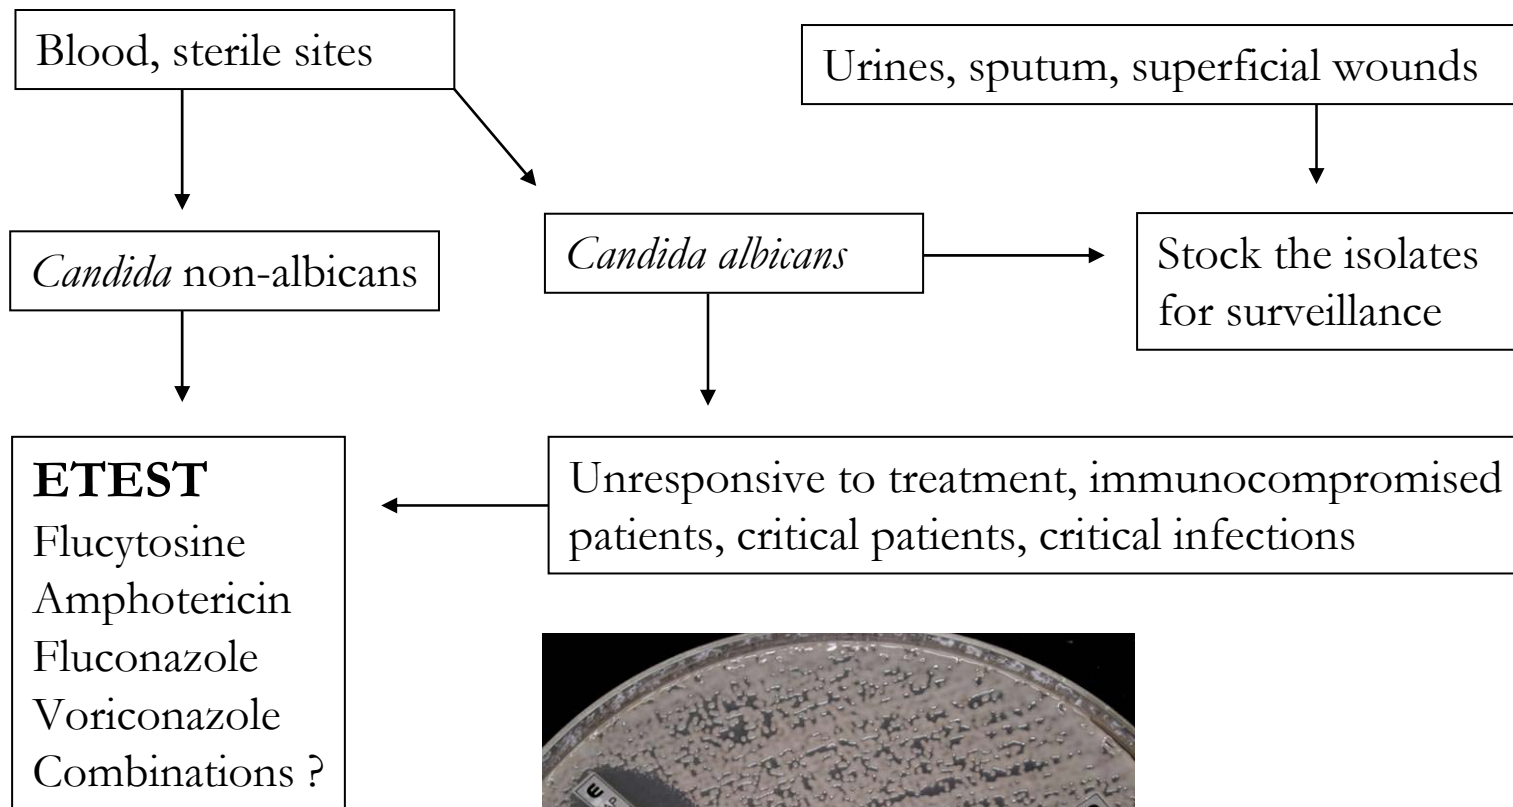 Blood, sterile sites
Urines, sputum, superficial wounds
Candida non-albicans
Candida albicans
Stock the isolates
for surveillance
ETEST
Flucytosine
Amphotericin
Fluconazole
Voriconazole
Combinations ?
Unresponsive to treatment, immunocompromised
patients, critical patients, critical infections